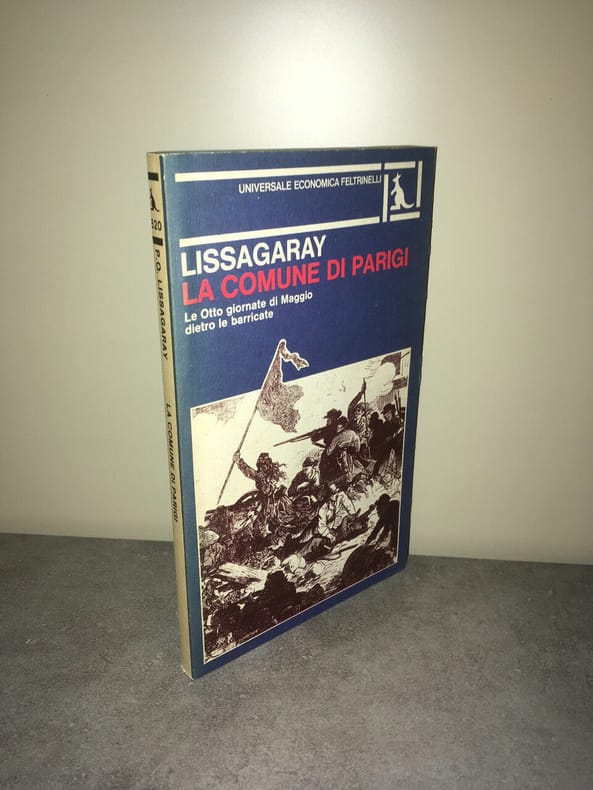 UNIVERSALE ECONOMICA FELTRINELLI
LISSAGARAY
LA COMUNE DI PARIGI
Le Otto giornate di Maggio
dietro le barricate
P.O. LISSAGARAY
LA COMUNE DI PARIGI